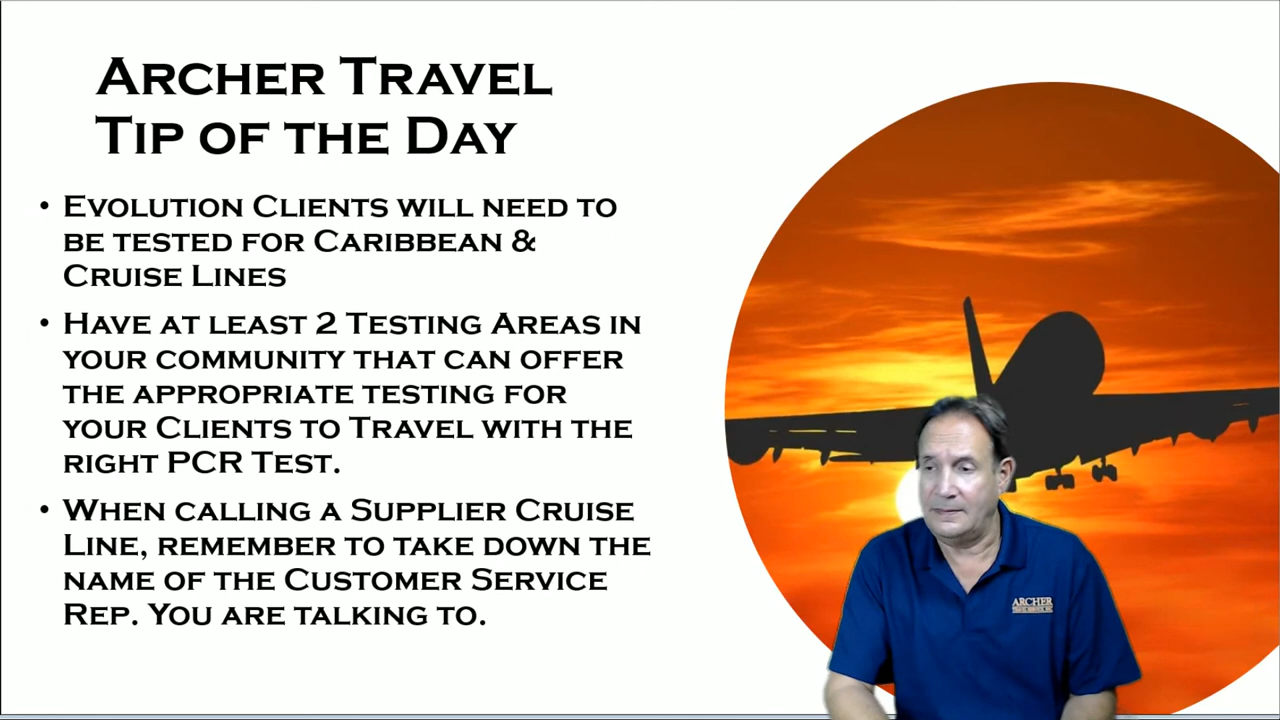 ARCHER TRAVEL
TIP OF THE DAY
• EVOLUTION CLIENTS WILL NEED TO
BE TESTED FOR CARIBBEAN &
CRUISE LINES
• HAVE AT LEAST 2 TESTING AREAS IN
YOUR COMMUNITY THAT CAN OFFER
THE APPROPRIATE TESTING FOR
YOUR CLIENTS TO TRAVEL WITH THE
RIGHT PCR TEST.
• WHEN CALLING A SUPPLIER CRUISE
LINE, REMEMBER TO TAKE DOWN THE
NAME OF THE CUSTOMER SERVICE
REP. YOU ARE TALKING TO.
ARCHER